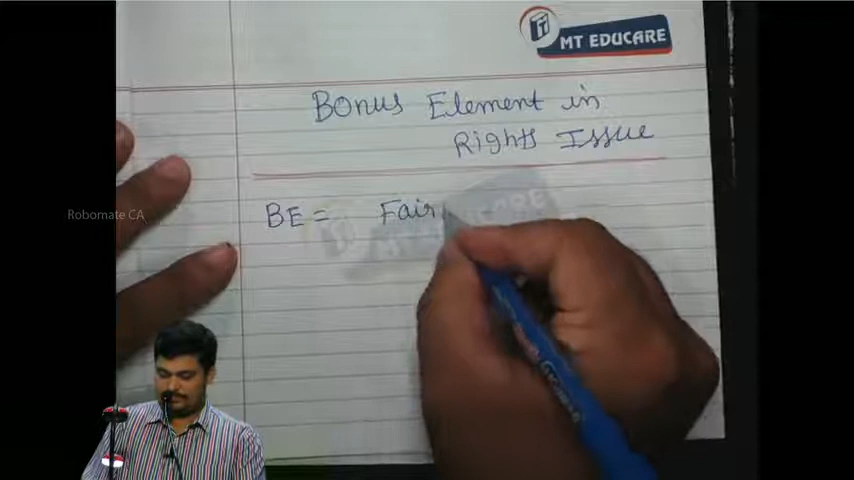 MT EDUCARE
Bonus Element in
Rights Issue
BE = Fair
Robomate CA